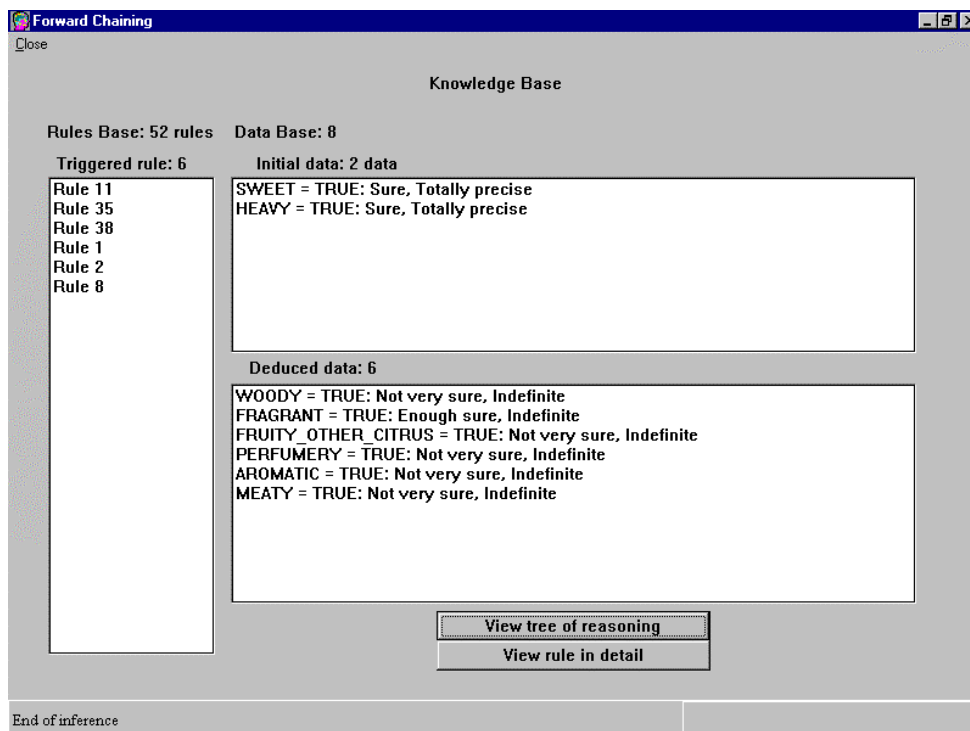 Forward Chaining
Close
Knowledge Base
Rules Base: 52 rules Data Base: 8
Triggered rule: 6 Initial data: 2 data
Rule 11
Rule 35
Rule 38
Rule 1
Rule 2
Rule 8
SWEET = TRUE: Sure, Totally precise
HEAVY = TRUE: Sure, Totally precise
Deduced data: 6
WOODY = TRUE: Not very sure, Indefinite
FRAGRANT = TRUE: Enough sure, Indefinite
FRUITY_OTHER_CITRUS = TRUE: Not very sure, Indefinite
PERFUMERY = TRUE: Not very sure, Indefinite
AROMATIC = TRUE: Not very sure, Indefinite
MEATY = TRUE: Not very sure, Indefinite
View tree of reasoning
View rule in detail
End of inference